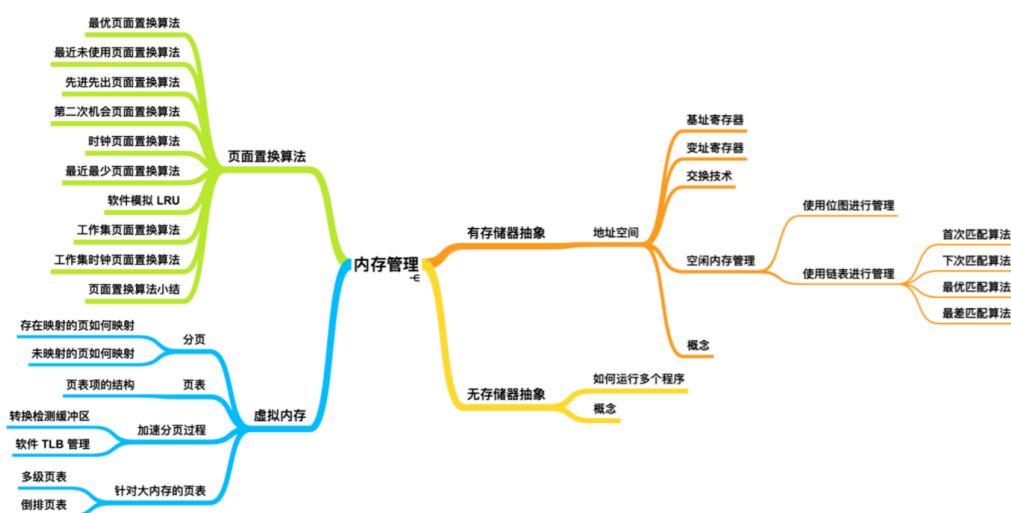 最优页面置换算法
最近未使用页面置换算法
先进先出页面置换算法
第二次机会页面置换算法
时钟页面置换算法
最近最少页面置换算法
软件模拟 LRU
工作集页面置换算法
工作集时钟页面置换算法
页面置换算法小结
页面置换算法
存在映射的页如何映射
未映射的页如何映射
分页
页表项的结构
页表
转换检测缓冲区
软件 TLB 管理
加速分页过程
多级页表
倒排页表
针对大内存的页表
虚拟内存
内存管理
有存储器抽象
地址空间
基址寄存器
变址寄存器
交换技术
空闲内存管理
使用位图进行管理
使用链表进行管理
首次匹配算法
下次匹配算法
最优匹配算法
最差匹配算法
概念
无存储器抽象
如何运行多个程序
概念